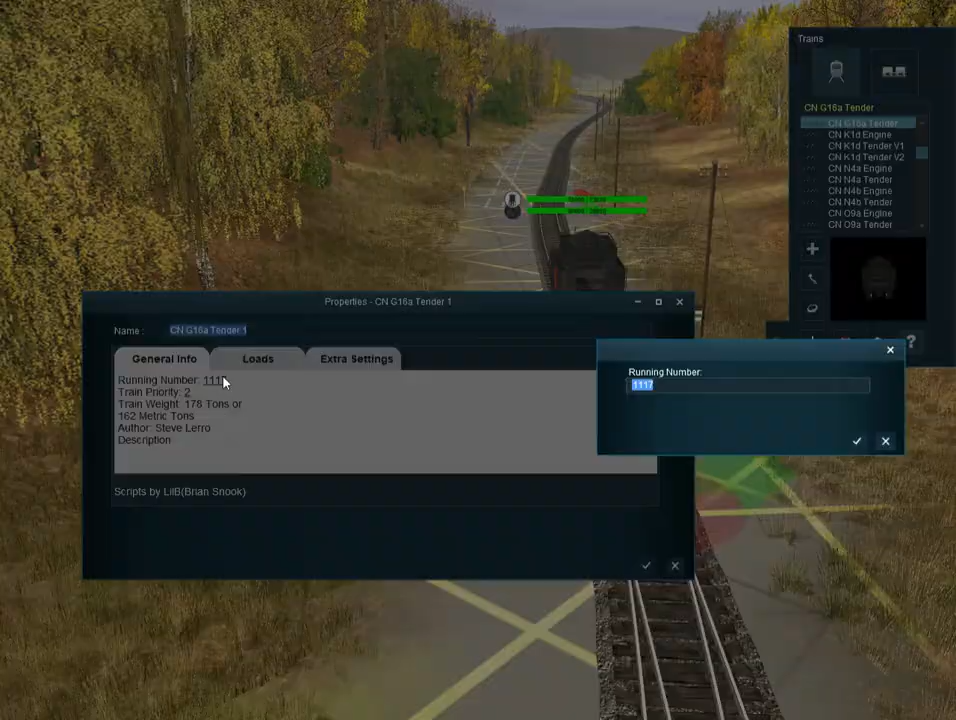 Trains
CN G16a Tender
CN G16a Tender
CN K1d Engine
CN K1d Tender V1
CN K1d Tender V2
CN N4a Engine
CN N4a Tender
CN N4b Engine
CN N4b Tender
CN O9a Engine
CN O9a Tender
Properties - CN G16a Tender 1
Name : CN G16a Tender 1
General Info
Loads
Extra Settings
Running Number: 1117
Train Priority: 2
Train Weight: 178 Tons or
162 Metric Tons
Author: Steve Lerro
Description
Scripts by LilB(Brian Snook)
Running Number:
1117